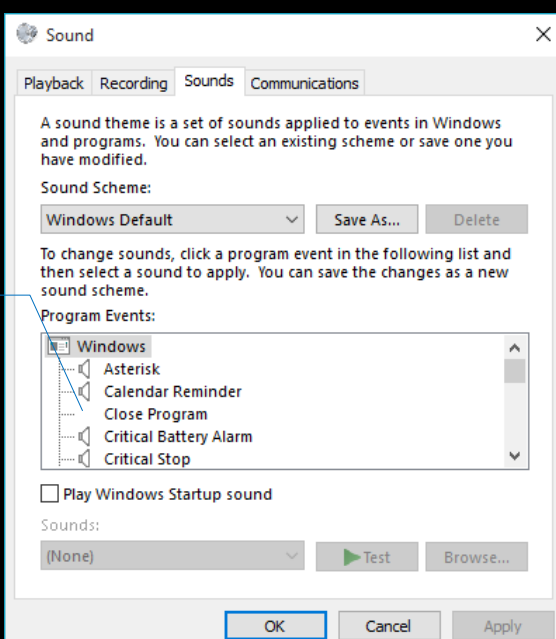 Sound
Playback Recording Sounds Communications
A sound theme is a set of sounds applied to events in Windows
and programs. You can select an existing scheme or save one you
have modified.
Sound Scheme:
Windows Default Save As... Delete
To change sounds, click a program event in the following list and
then select a sound to apply. You can save the changes as a new
sound scheme.
Program Events:
Windows
Asterisk
Calendar Reminder
Close Program
Critical Battery Alarm
Critical Stop
Play Windows Startup sound
Sounds:
(None) Test Browse...
OK Cancel Apply